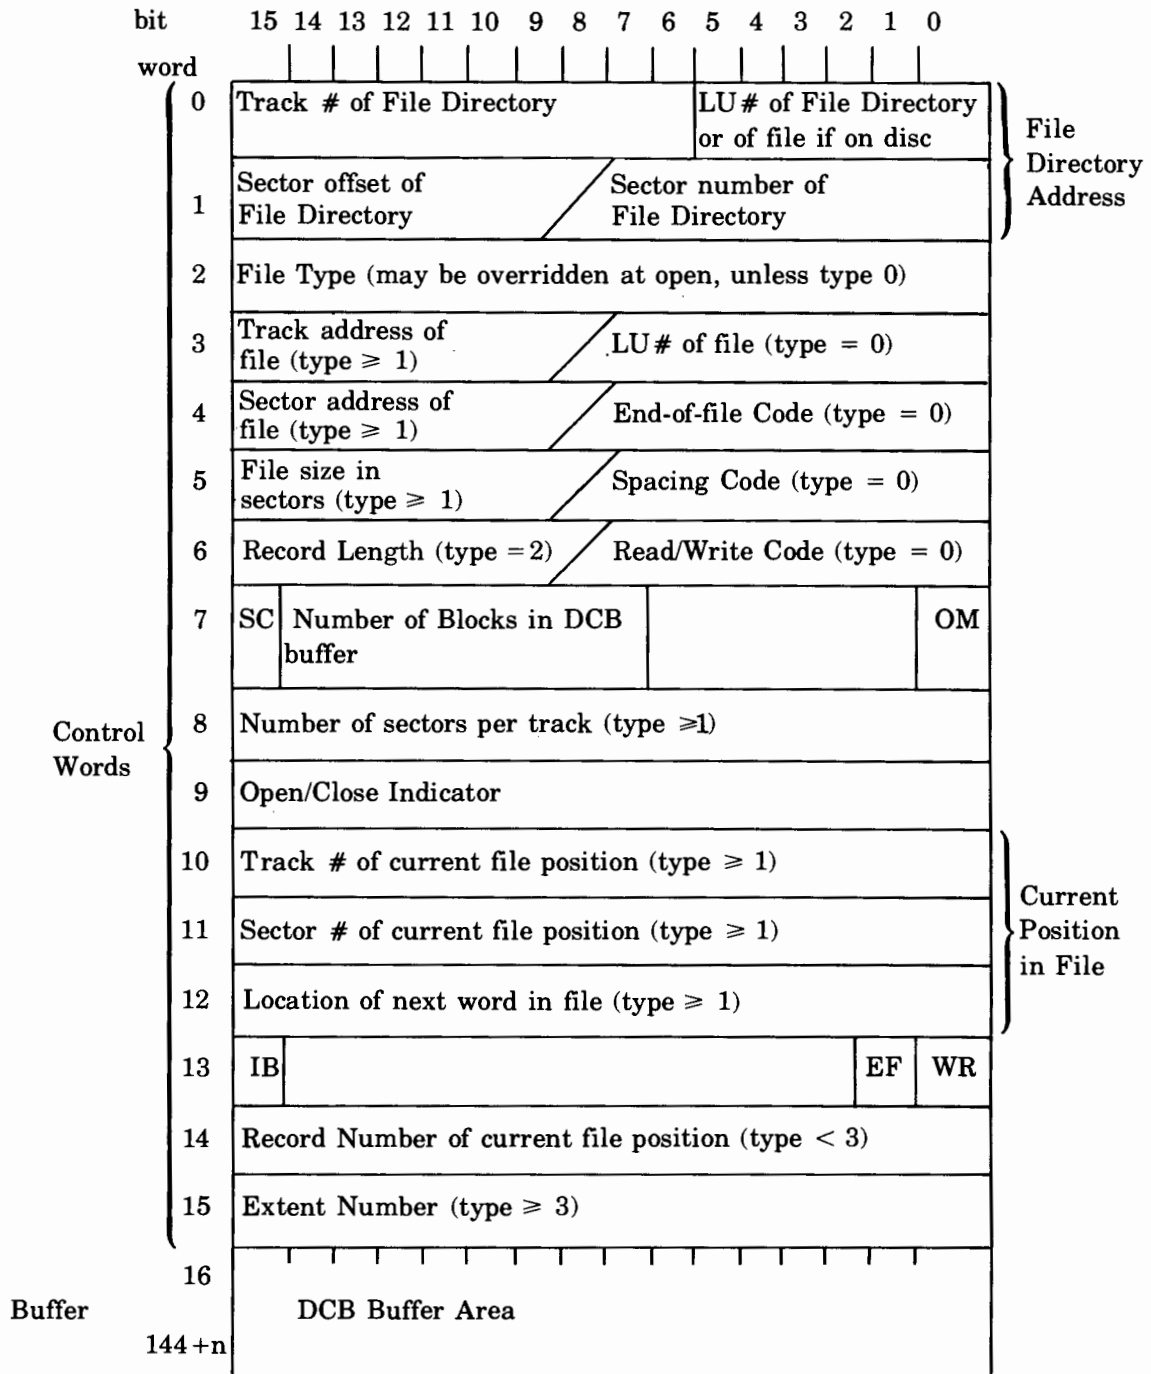 bit 15 14 13 12 11 10 9 8 7 6 5 4 3 2 1 0
word
0 Track # of File Directory LU# of File Directory
or of file if on disc
File
Directory
Address
1 Sector offset of
File Directory
Sector number of
File Directory
2 File Type (may be overridden at open, unless type 0)
3 Track address of
file (type ⩾ 1)
LU# of file (type = 0)
4 Sector address of
file (type ⩾ 1)
End-of-file Code (type = 0)
5 File size in
sectors (type ⩾ 1)
Spacing Code (type = 0)
6 Record Length (type =2) Read/Write Code (type = 0)
7 SC Number of Blocks in DCB
buffer
OM
Control
Words
8 Number of sectors per track (type ⩾1)
9 Open/Close Indicator
10 Track # of current file position (type ⩾ 1)
11 Sector # of current file position (type ⩾ 1)
12 Location of next word in file (type ⩾ 1)
Current
Position
in File
13 IB EF WR
14 Record Number of current file position (type < 3)
15 Extent Number (type ⩾ 3)
16
Buffer DCB Buffer Area
144+n